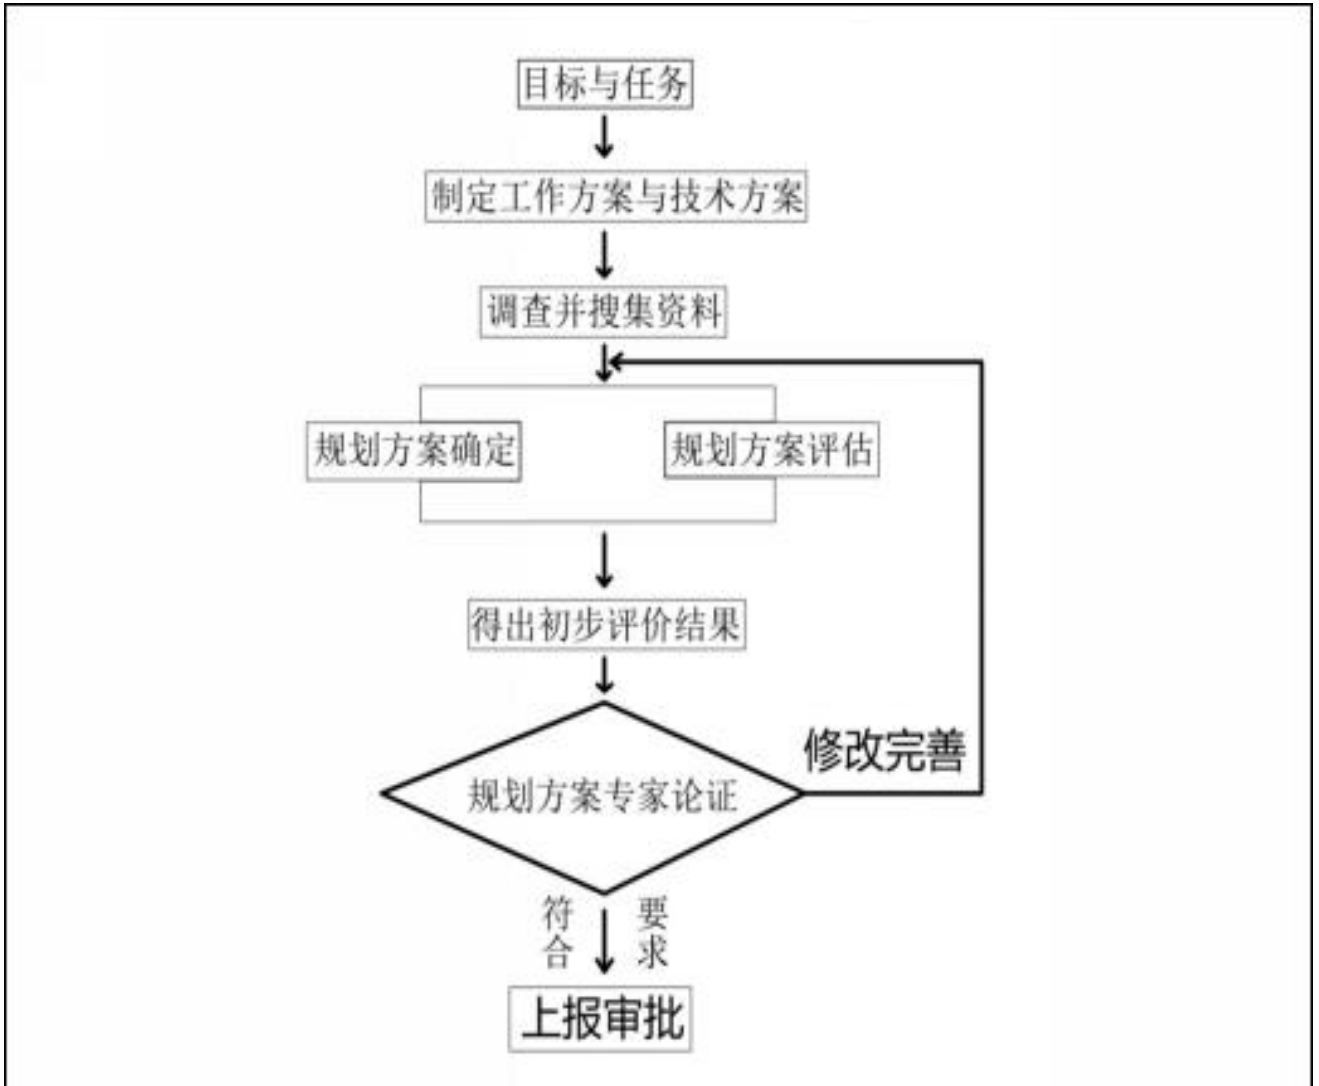 目标与任务
制定工作方案与技术方案
调查并搜集资料
规划方案确定
规划方案评估
得出初步评价结果
修改完善
规划方案专家论证
符合
要求
上报审批